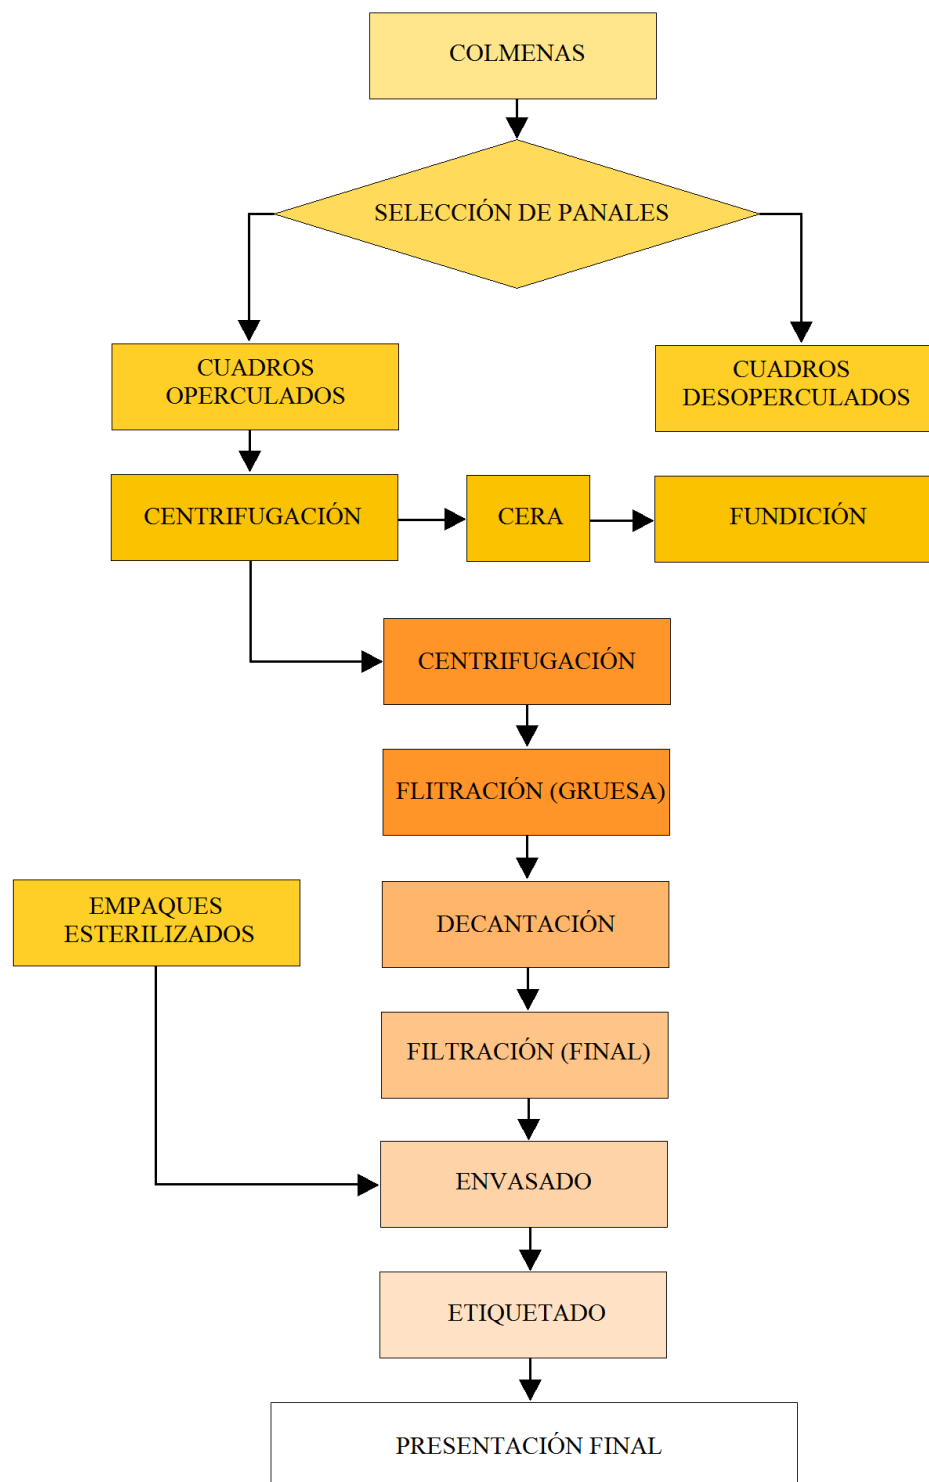 COLMENAS
SELECCIÓN DE PANALES
CUADROS
OPERCULADOS
CUADROS
DESOPERCULADOS
CENTRIFUGACIÓN
CERA
FUNDICIÓN
CENTRIFUGACIÓN
FLITRACIÓN (GRUESA)
EMPAQUES
ESTERILIZADOS
DECANTACIÓN
FILTRACIÓN (FINAL)
ENVASADO
ETIQUETADO
PRESENTACIÓN FINAL